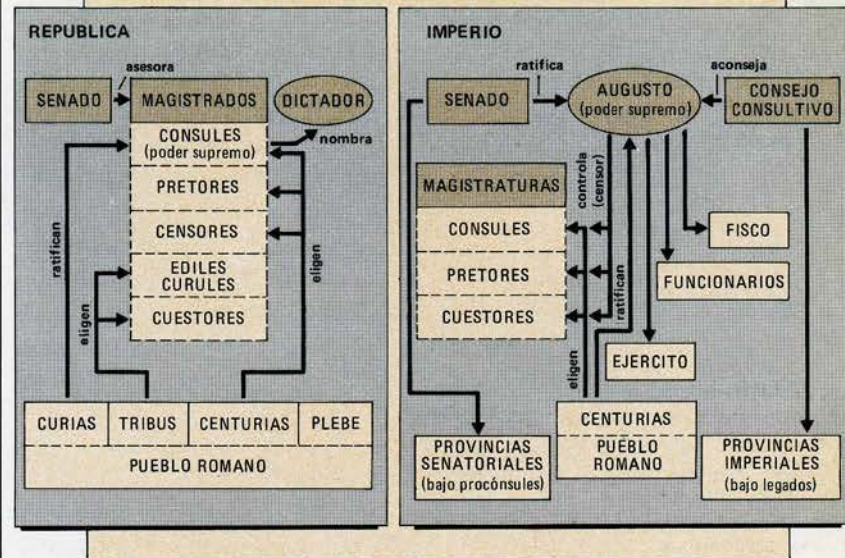 REPUBLICA
asesora
SENADO
MAGISTRADOS
DICTADOR
nombra
CONSULES
(poder supremo)
PRETORES
CENSORES
EDILES
CURULES
CUESTORES
ratifican
eligen
eligen
CURIAS
TRIBUS
CENTURIAS
PLEBE
PUEBLO ROMANO
IMPERIO
ratifica
aconseja
SENADO
AUGUSTO
(poder supremo)
CONSEJO
CONSULTIVO
MAGISTRATURAS
CONSULES
PRETORES
CUESTORES
controla
(censor)
ratifican
eligen
FISCO
FUNCIONARIOS
EJERCITO
PROVINCIAS
SENATORIALES
(bajo procónsules)
CENTURIAS
PUEBLO
ROMANO
PROVINCIAS
IMPERIALES
(bajo legados)